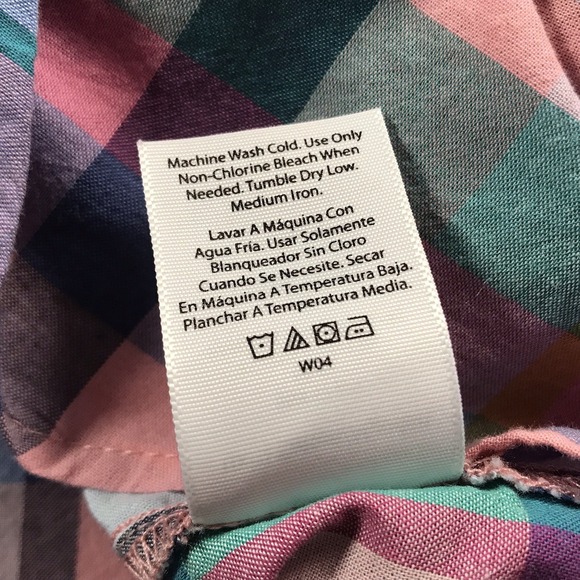 Machine Wash Cold. Use Only
Non-Chlorine Bleach When
Needed. Tumble Dry Low.
Medium Iron.
Lavar A Máquina Con
Agua Fría. Usar Solamente
Blanqueador Sin Cloro
Cuando Se Necesite. Secar
En Máquina A Temperatura Baja.
Planchar A Temperatura Media.
W04